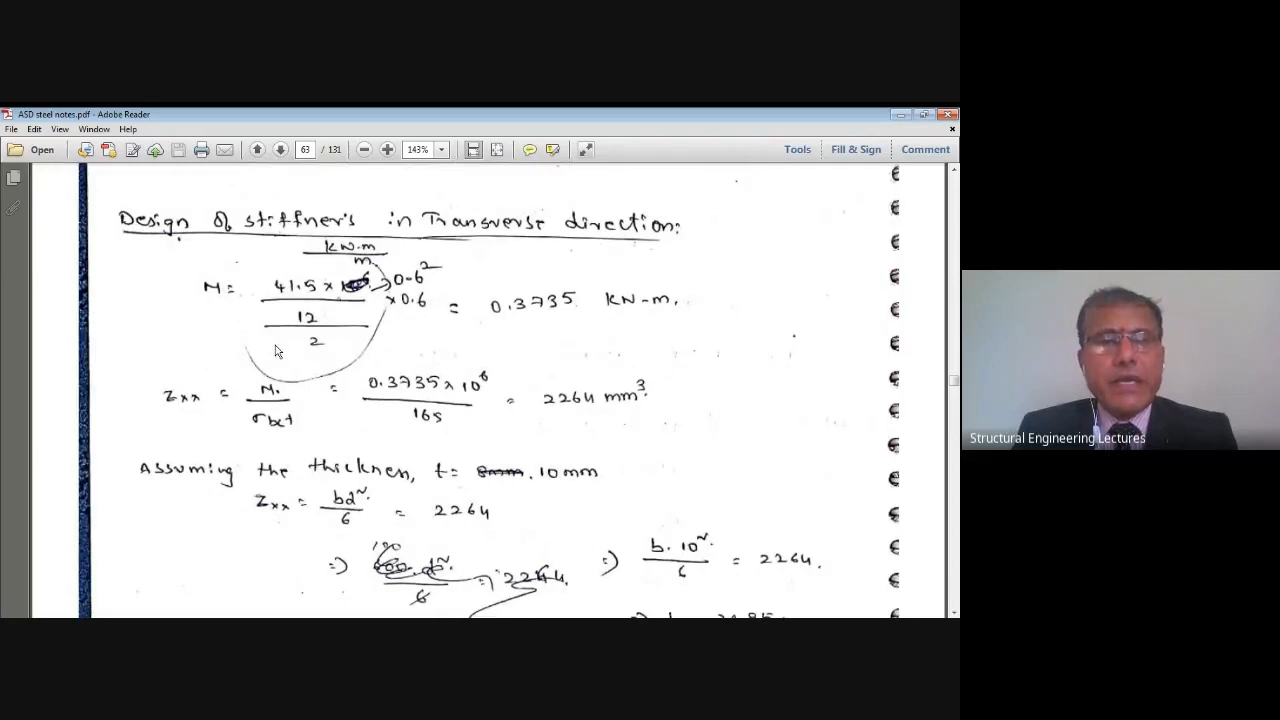 ASD steel notes.pdf - Adobe Reader
File Edit View Window Help
Open 63 / 131 143% Tools Fill & Sign Comment
Design of stiffner's in Transverse direction:
KN-m
m
M = 41.5 × 0.6² × 0.6 = 0.3735 KN-m.
12
2
Zxx = M. = 0.3735 × 10⁶ = 2264 mm³.
σbct 165
Assuming the thickness, t = 10mm
Zxx = bd². = 2264
6
⇒ b. 10². = 2264.
6
Structural Engineering Lectures